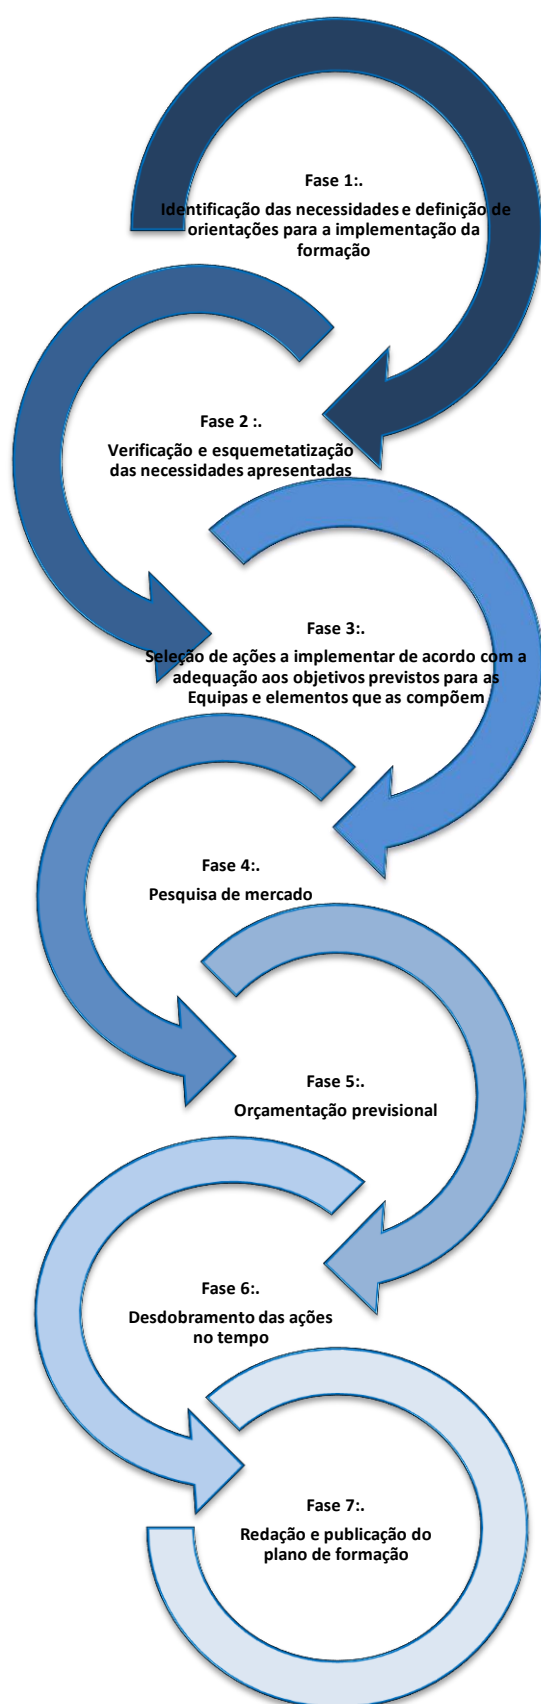 Fase 1:.
Identificação das necessidades e definição de
orientações para a implementação da
formação
Fase 2 :.
Verificação e esquemetatização
das necessidades apresentadas
Fase 3:.
Seleção de ações a implementar de acordo com a
adequação aos objetivos previstos para as
Equipas e elementos que as compõem
Fase 4:.
Pesquisa de mercado
Fase 5:.
Orçamentação previsional
Fase 6:.
Desdobramento das ações
no tempo
Fase 7:.
Redação e publicação do
plano de formação